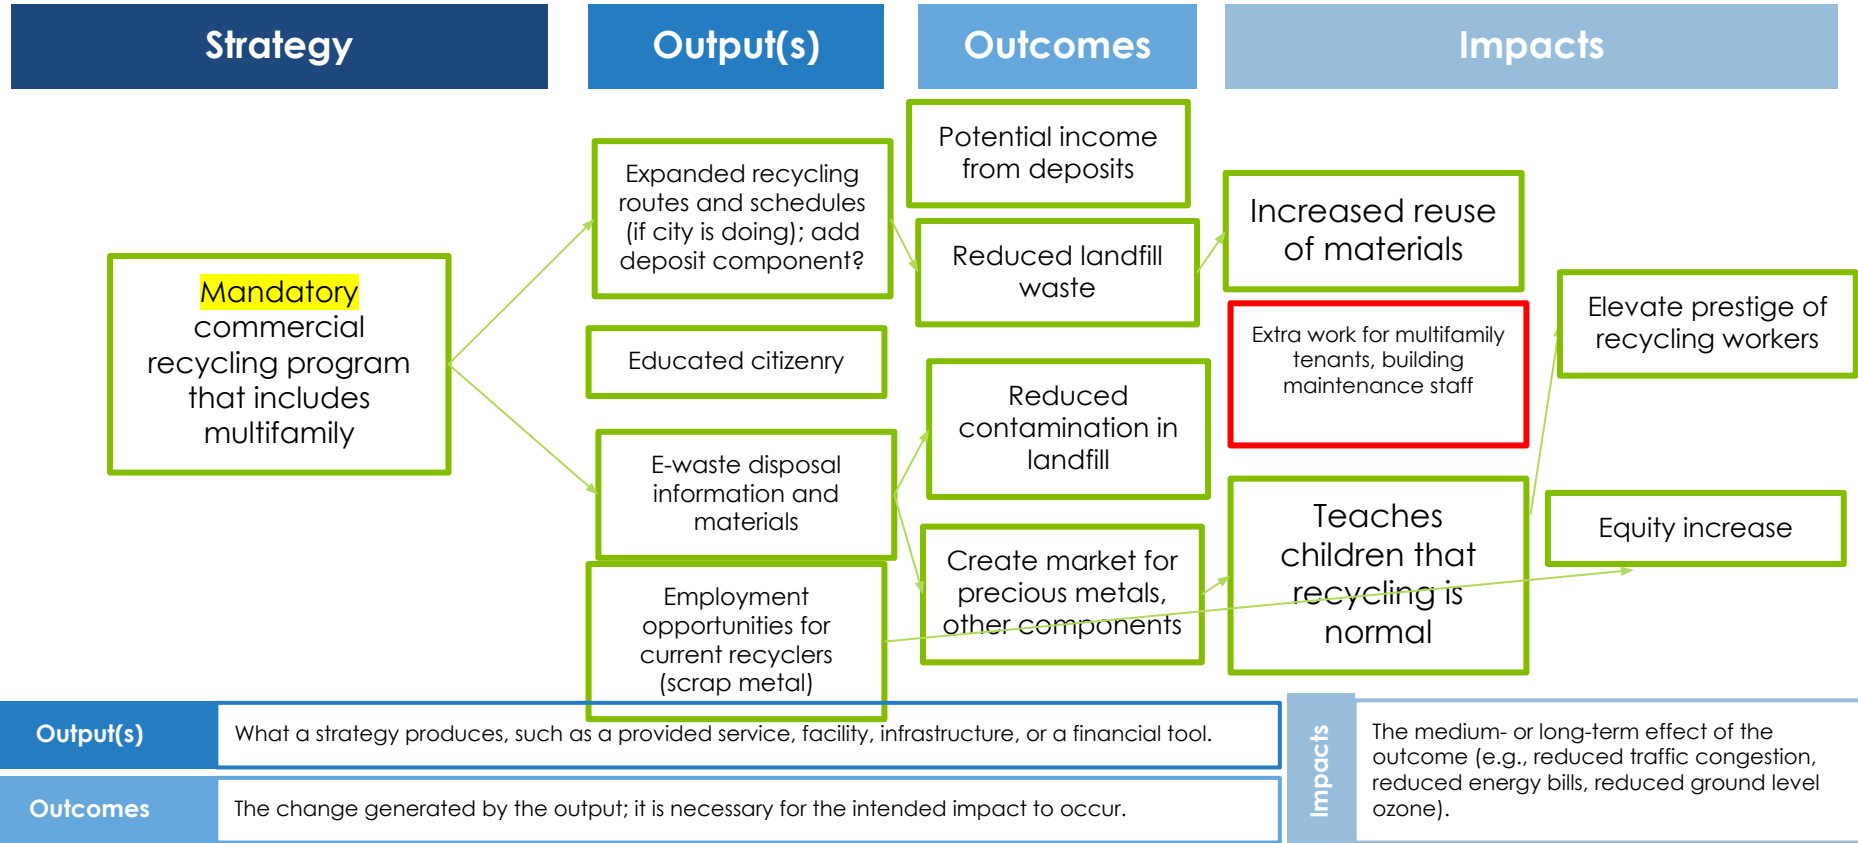 Strategy
Output(s)
Outcomes
Impacts
Mandatory
commercial
recycling program
that includes
multifamily
Expanded recycling
routes and schedules
(if city is doing); add
deposit component?
Educated citizenry
E-waste disposal
information and
materials
Employment
opportunities for
current recyclers
(scrap metal)
Potential income
from deposits
Reduced landfill
waste
Reduced
contamination in
landfill
Create market for
precious metals,
other components
Increased reuse
of materials
Extra work for multifamily
tenants, building
maintenance staff
Teaches
children that
recycling is
normal
Elevate prestige of
recycling workers
Equity increase
Output(s)
What a strategy produces, such as a provided service, facility, infrastructure, or a financial tool.
Outcomes
The change generated by the output; it is necessary for the intended impact to occur.
Impacts
The medium- or long-term effect of the
outcome (e.g., reduced traffic congestion,
reduced energy bills, reduced ground level
ozone).